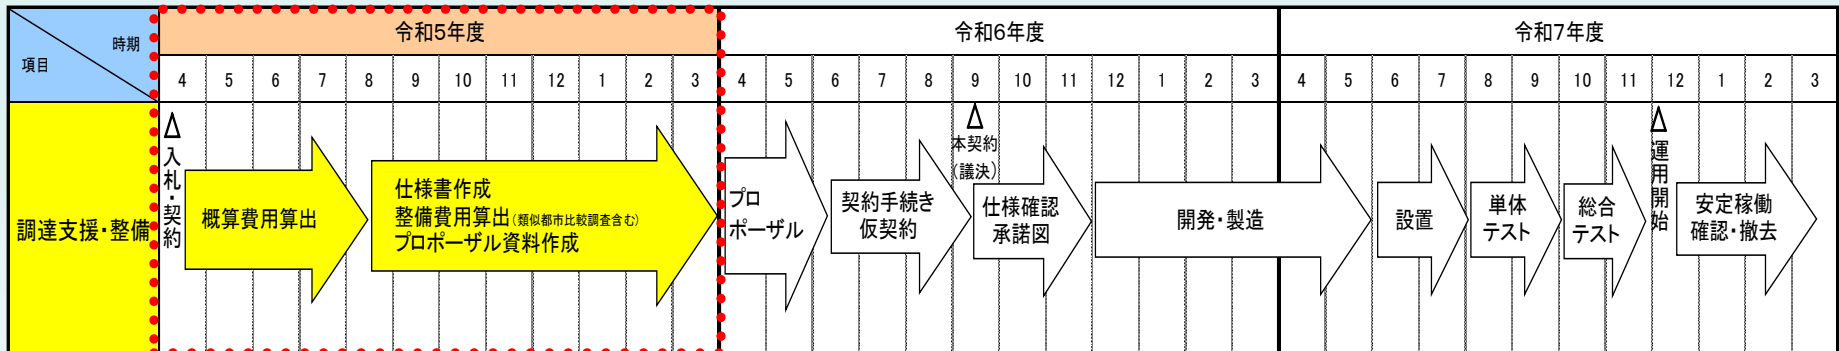 時期
項目
令和5年度
令和6年度
令和7年度
4 5 6 7 8 9 10 11 12 1 2 3 4 5 6 7 8 9 10 11 12 1 2 3 4 5 6 7 8 9 10 11 12 1 2 3
調達支援・整備
△
入札・契約
概算費用算出
仕様書作成
整備費用算出(類似都市比較調査含む)
プロポーザル資料作成
プロ
ポーザル
契約手続き
仮契約
△
本契約
(議決)
仕様確認
承諾図
開発・製造
設置
単体
テスト
総合
テスト
△
運用開始
安定稼働
確認・撤去